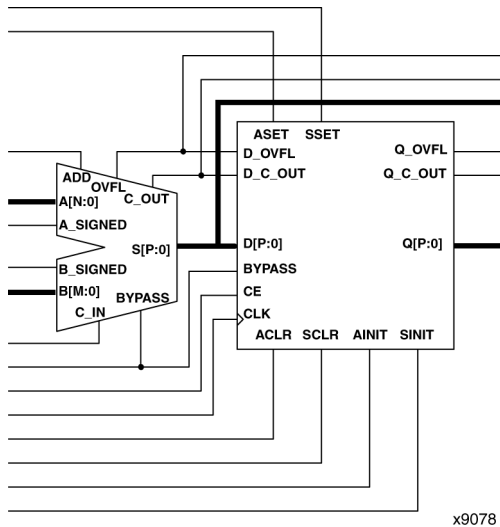 ASET SSET
D_OVFL Q_OVFL
D_C_OUT Q_C_OUT
ADD
OVFL
C_OUT
A[N:0]
A_SIGNED
S[P:0]
D[P:0] Q[P:0]
B_SIGNED
BYPASS
B[M:0]
BYPASS
CE
C_IN
CLK
ACLR SCLR AINIT SINIT
x9078